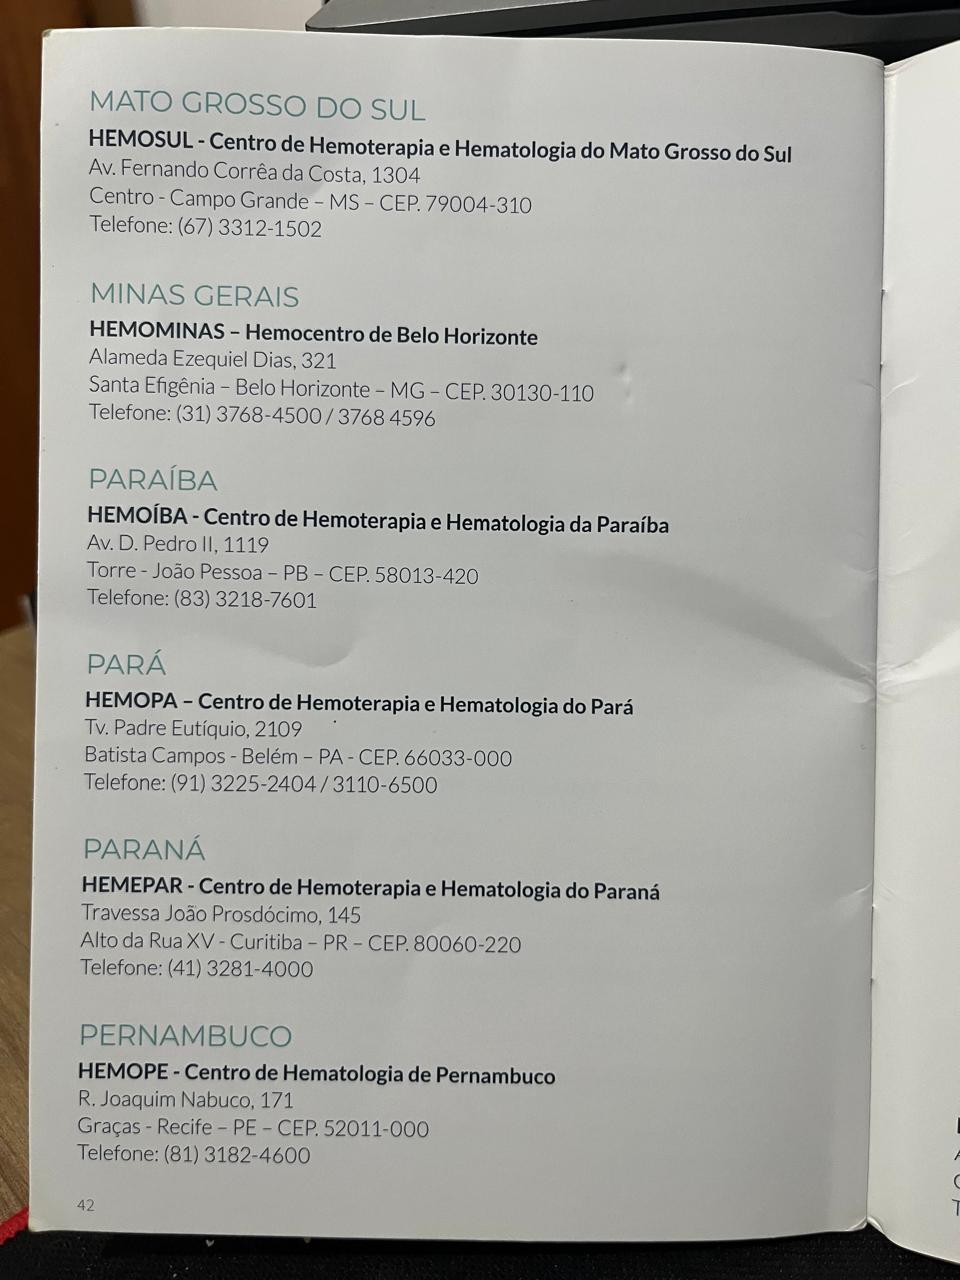 MATO GROSSO DO SUL
HEMOSUL - Centro de Hemoterapia e Hematologia do Mato Grosso do Sul
Av. Fernando Corrêa da Costa, 1304
Centro - Campo Grande – MS – CEP. 79004-310
Telefone: (67) 3312-1502
MINAS GERAIS
HEMOMINAS – Hemocentro de Belo Horizonte
Alameda Ezequiel Dias, 321
Santa Efigênia – Belo Horizonte – MG – CEP. 30130-110
Telefone: (31) 3768-4500 / 3768 4596
PARAÍBA
HEMOÍBA - Centro de Hemoterapia e Hematologia da Paraíba
Av. D. Pedro II, 1119
Torre - João Pessoa – PB – CEP. 58013-420
Telefone: (83) 3218-7601
PARÁ
HEMOPA – Centro de Hemoterapia e Hematologia do Pará
Tv. Padre Eutíquio, 2109
Batista Campos - Belém – PA - CEP. 66033-000
Telefone: (91) 3225-2404 / 3110-6500
PARANÁ
HEMEPAR - Centro de Hemoterapia e Hematologia do Paraná
Travessa João Prosdócimo, 145
Alto da Rua XV - Curitiba – PR – CEP. 80060-220
Telefone: (41) 3281-4000
PERNAMBUCO
HEMOPE - Centro de Hematologia de Pernambuco
R. Joaquim Nabuco, 171
Graças - Recife – PE – CEP. 52011-000
Telefone: (81) 3182-4600
42